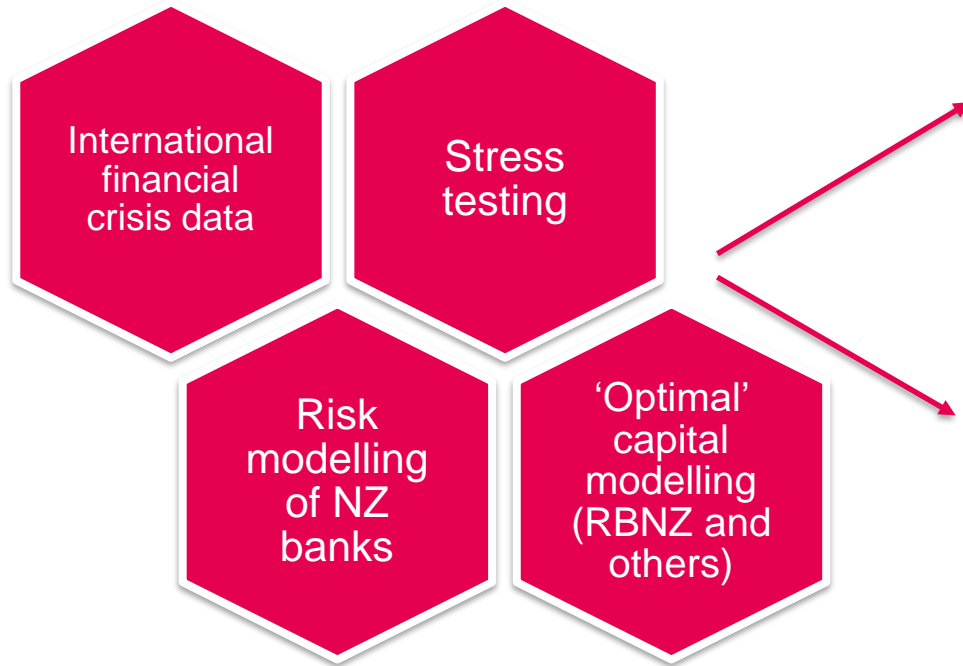 International
financial
crisis data
Stress
testing
Risk
modelling
of NZ
banks
‘Optimal’
capital
modelling
(RBNZ and
others)